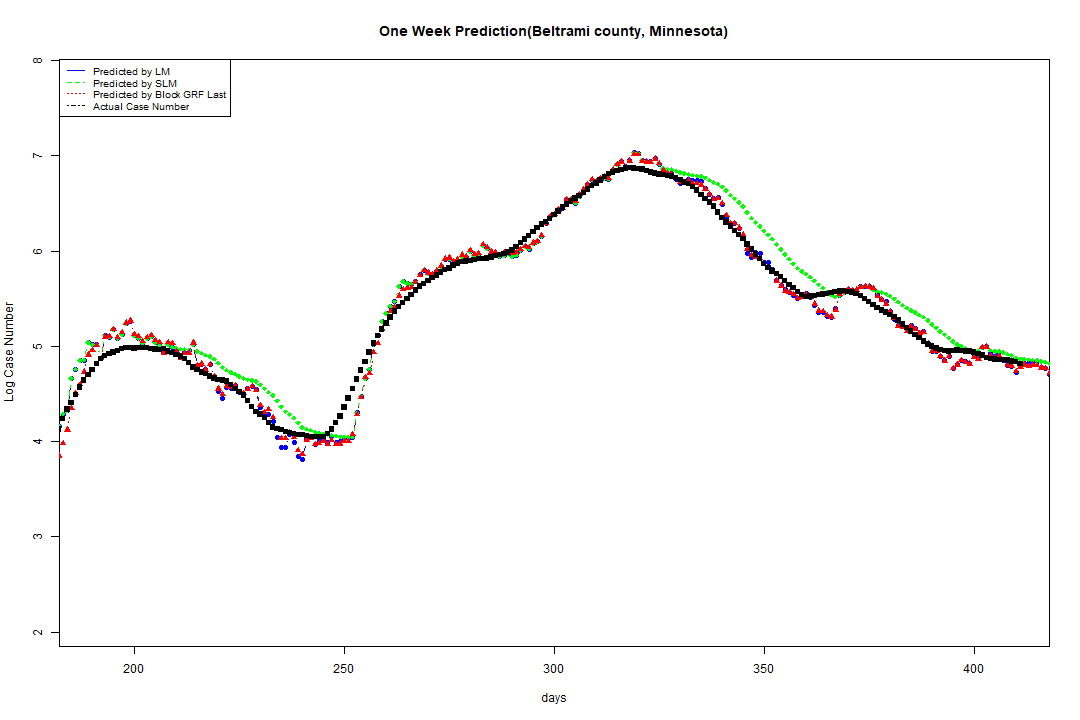 One Week Prediction(Beltrami county, Minnesota)
Predicted by LM
Predicted by SLM
Predicted by Block GRF Last
Actual Case Number
Log Case Number
8
7
6
5
4
3
2
200 250 300 350 400
days